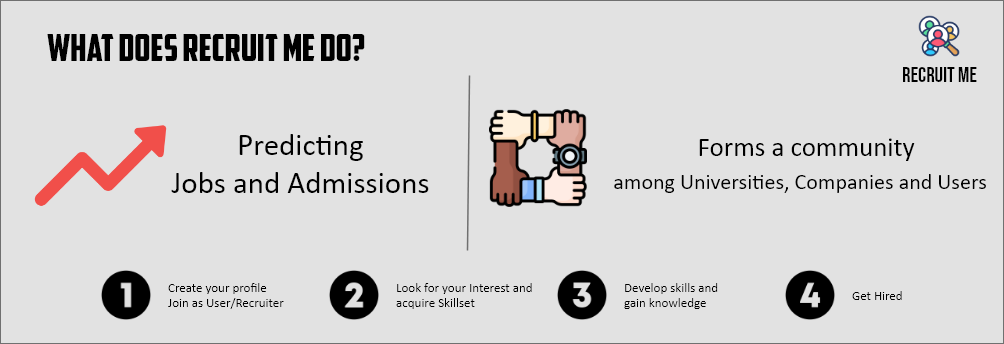 WHAT DOES RECRUIT ME DO?
RECRUIT ME
Predicting
Jobs and Admissions
Forms a community
among Universities, Companies and Users
1
Create your profile
Join as User/Recruiter
2
Look for your Interest and
acquire Skillset
3
Develop skills and
gain knowledge
4
Get Hired